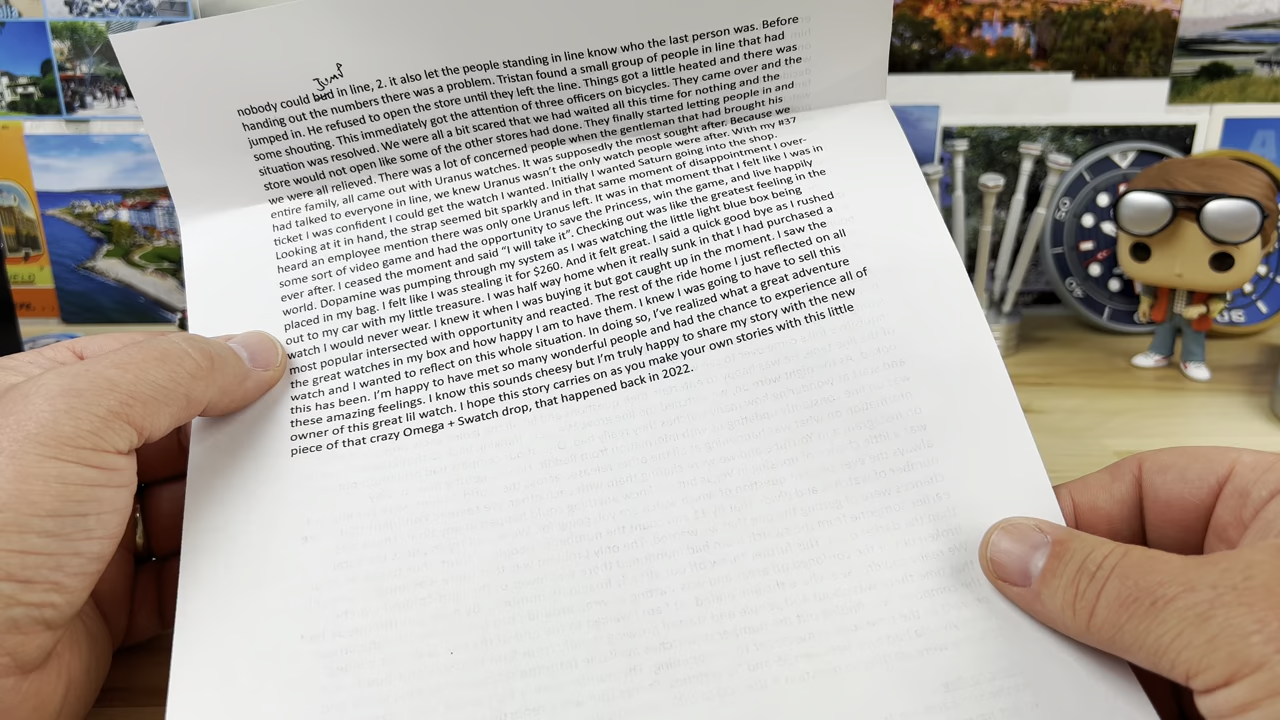 Jump
nobody could bud in line, 2. it also let the people standing in line know who the last person was. Before
handing out the numbers there was a problem. Tristan found a small group of people in line that had
jumped in. He refused to open the store until they left the line. Things got a little heated and there was
some shouting. This immediately got the attention of three officers on bicycles. They came over and the
situation was resolved. We were all a bit scared that we had waited all this time for nothing and the
store would not open like some of the other stores had done. They finally started letting people in and
we were all relieved. There was a lot of concerned people when the gentleman that had brought his
entire family, all came out with Uranus watches. It was supposedly the most sought after. Because we
had talked to everyone in line, we knew Uranus wasn't the only watch people were after. With my #37
ticket I was confident I could get the watch I wanted. Initially I wanted Saturn going into the shop.
Looking at it in hand, the strap seemed bit sparkly and in that same moment of disappointment I over-
heard an employee mention there was only one Uranus left. It was in that moment that I felt like I was in
some sort of video game and had the opportunity to save the Princess, win the game, and live happily
ever after. I ceased the moment and said "I will take it". Checking out was like the greatest feeling in the
world. Dopamine was pumping through my system as I was watching the little light blue box being
placed in my bag. I felt like I was stealing it for $260. And it felt great. I said a quick good bye as I rushed
out to my car with my little treasure. I was half way home when it really sunk in that I had purchased a
watch I would never wear. I knew it when I was buying it but got caught up in the moment. I saw the
most popular intersected with opportunity and reacted. The rest of the ride home I just reflected on all
the great watches in my box and how happy I am to have them. I knew I was going to have to sell this
watch and I wanted to reflect on this whole situation. In doing so, I've realized what a great adventure
this has been. I'm happy to have met so many wonderful people and had the chance to experience all of
these amazing feelings. I know this sounds cheesy but I'm truly happy to share my story with the new
owner of this great lil watch. I hope this story carries on as you make your own stories with this little
piece of that crazy Omega + Swatch drop, that happened back in 2022.
60
40